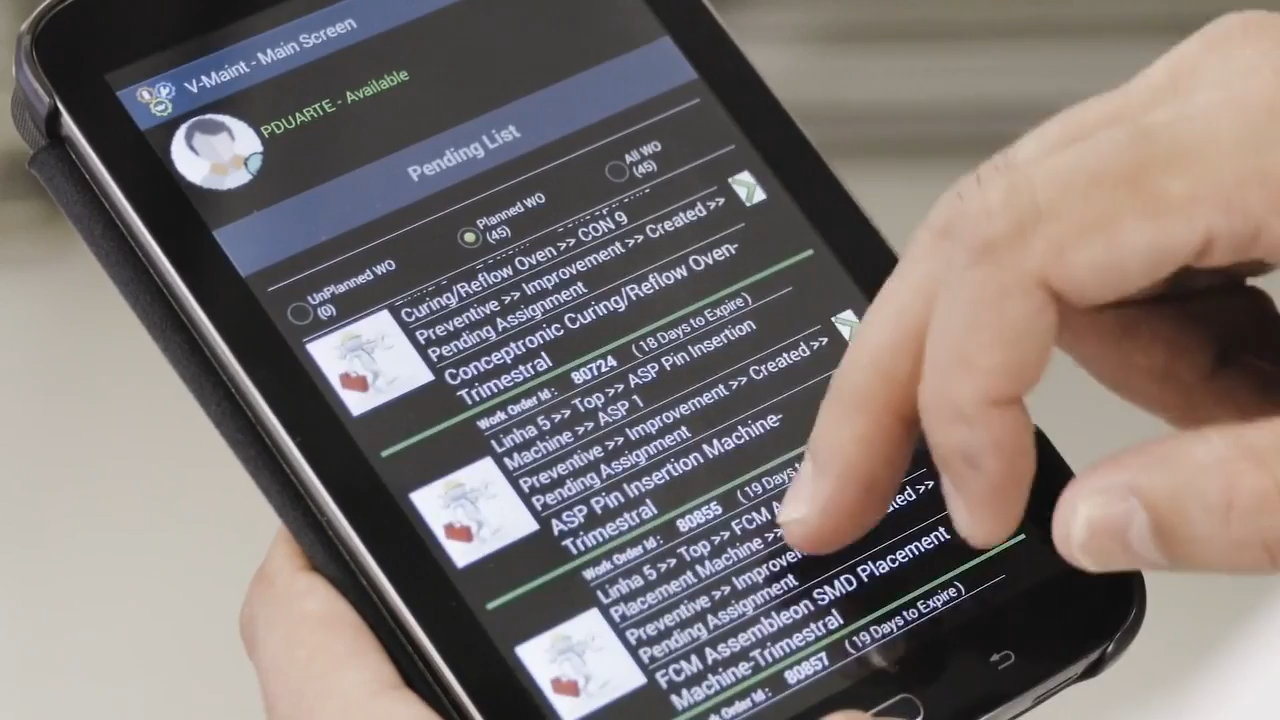 V-Maint - Main Screen
PDUARTE - Available
Pending List
UnPlanned WO
(0)
Planned WO
(45)
All WO
(45)
Curing/Reflow Oven >> CON 9
Preventive >> Improvement >> Created >>
Pending Assignment
Conceptronic Curing/Reflow Oven-
Trimestral
Work Order Id : 80724 ( 18 Days to Expire )
Linha 5 >> Top >> ASP Pin Insertion
Machine >> ASP 1
Preventive >> Improvement >> Created >>
Pending Assignment
ASP Pin Insertion Machine-
Trimestral
Work Order Id : 80855 ( 19 Days
Linha 5 >> Top >> FCM
Placement Machine >>
Preventive >> >>
Pending Assignment
FCM Assembleon SMD Placement
Machine-Trimestral
Work Order Id : 80857 ( 19 Days to Expire )